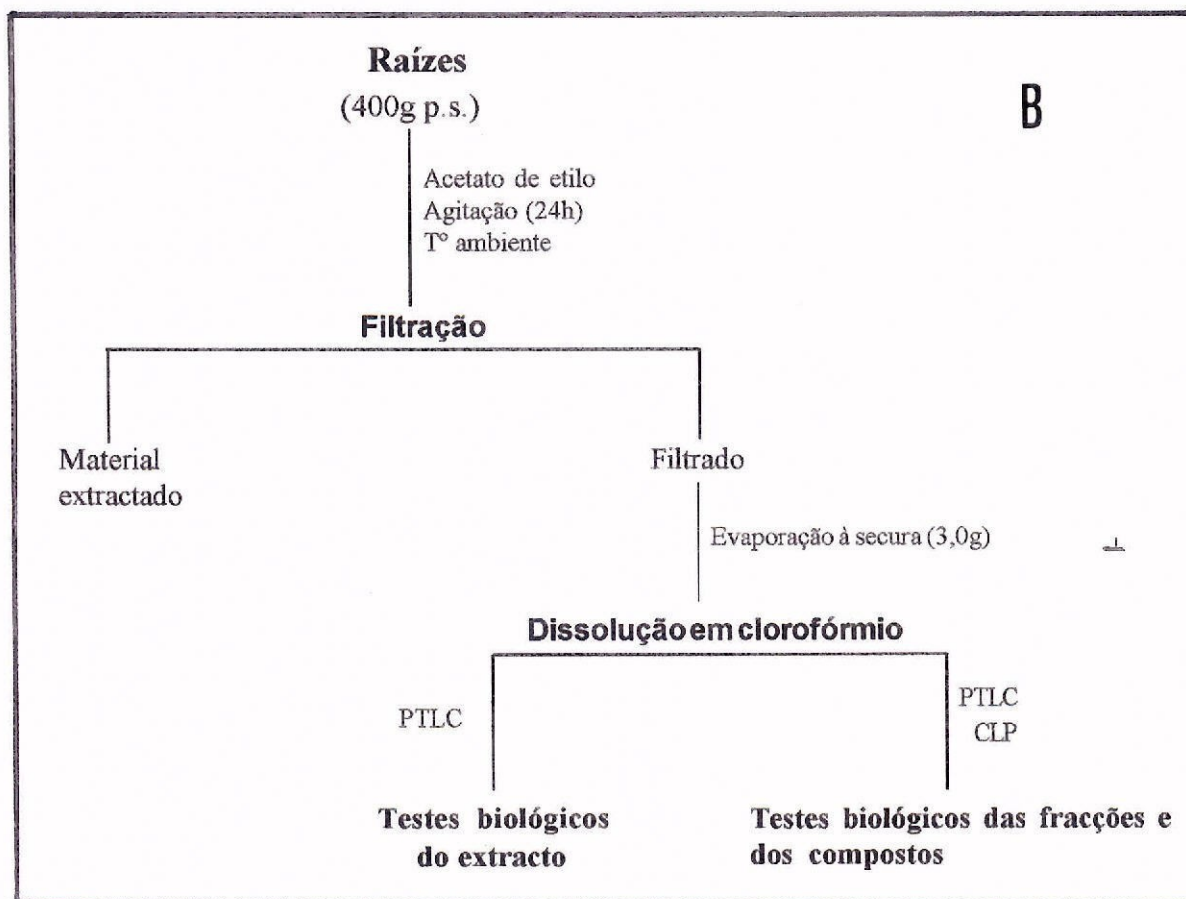 Raízes
(400g p.s.)
B
Acetato de etilo
Agitação (24h)
Tº ambiente
Filtração
Material
extractado
Filtrado
Evaporação à secura (3,0g)
Dissolução em clorofórmio
PTLC
PTLC
CLP
Testes biológicos
do extracto
Testes biológicos das fracções e
dos compostos